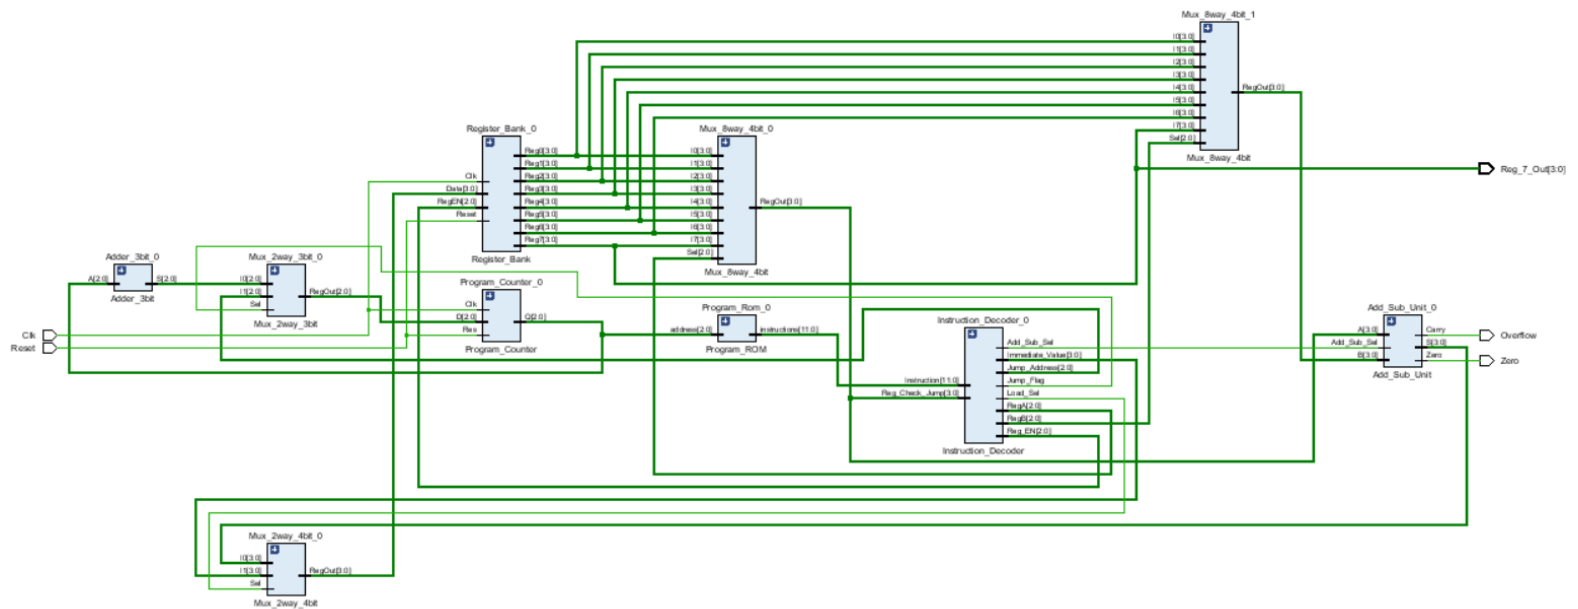 Mux_8way_4bit_1
I0[3:0]
I1[3:0]
I2[3:0]
I3[3:0]
I4[3:0]
I5[3:0]
I6[3:0]
I7[3:0]
Sel[2:0]
RegOut[3:0]
Mux_8way_4bit
Reg_7_Out[3:0]
Register_Bank_0
Clk
Data[3:0]
RegEN[2:0]
Reset
Reg0[3:0]
Reg1[3:0]
Reg2[3:0]
Reg3[3:0]
Reg4[3:0]
Reg5[3:0]
Reg6[3:0]
Reg7[3:0]
Register_Bank
Mux_8way_4bit_0
I0[3:0]
I1[3:0]
I2[3:0]
I3[3:0]
I4[3:0]
I5[3:0]
I6[3:0]
I7[3:0]
Sel[2:0]
RegOut[3:0]
Mux_8way_4bit
Adder_3bit_0
A[2:0]
S[2:0]
Adder_3bit
Mux_2way_3bit_0
I0[2:0]
I1[2:0]
Sel
RegOut[2:0]
Mux_2way_3bit
Program_Counter_0
Clk
D[2:0]
Res
Q[2:0]
Program_Counter
Clk
Reset
Program_Rom_0
address[2:0]
instructions[11:0]
Program_ROM
Instruction_Decoder_0
Instruction[11:0]
Reg_Check_Jump[3:0]
Add_Sub_Sel
Immediate_Value[3:0]
Jump_Address[2:0]
Jump_Flag
Load_Sel
RegA[2:0]
RegB[2:0]
Reg_EN[2:0]
Instruction_Decoder
Add_Sub_Unit_0
A[3:0]
Add_Sub_Sel
B[3:0]
Carry
S[3:0]
Zero
Add_Sub_Unit
Overflow
Zero
Mux_2way_4bit_0
I0[3:0]
I1[3:0]
Sel
RegOut[3:0]
Mux_2way_4bit